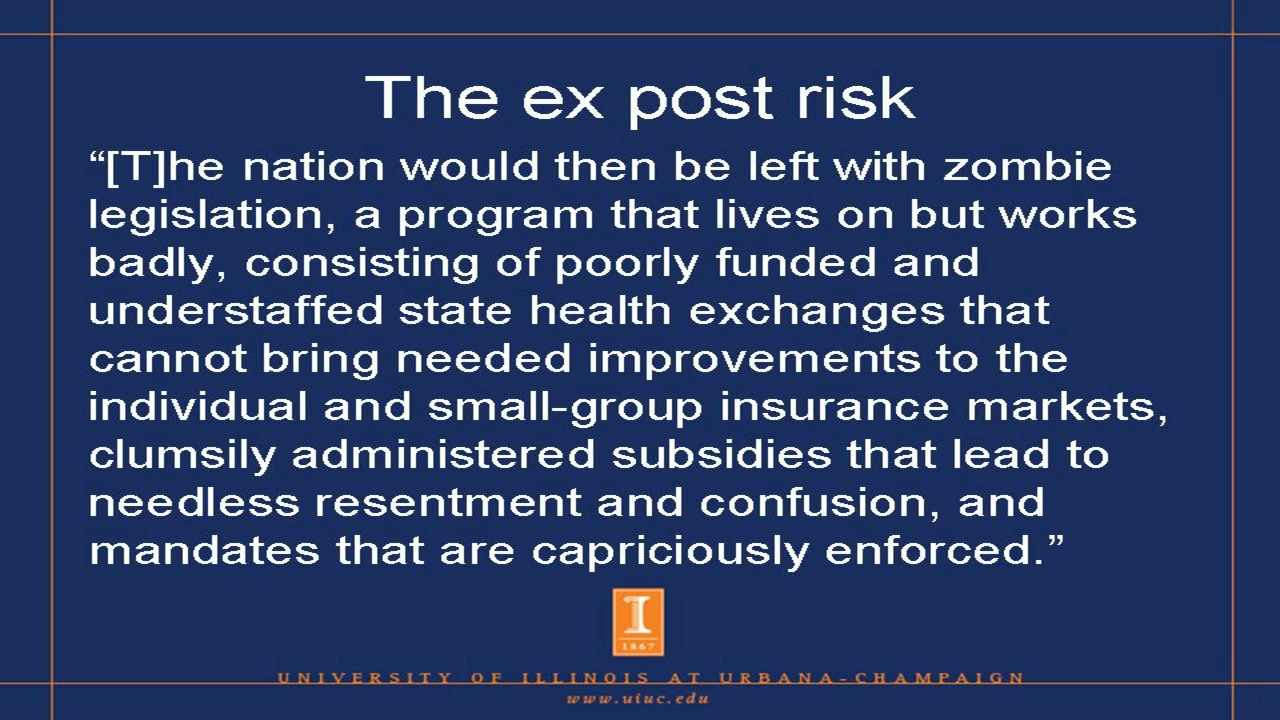 The ex post risk
“[T]he nation would then be left with zombie
legislation, a program that lives on but works
badly, consisting of poorly funded and
understaffed state health exchanges that
cannot bring needed improvements to the
individual and small-group insurance markets,
clumsily administered subsidies that lead to
needless resentment and confusion, and
mandates that are capriciously enforced.”
I
1867
UNIVERSITY OF ILLINOIS AT URBANA-CHAMPAIGN
www.uiuc.edu